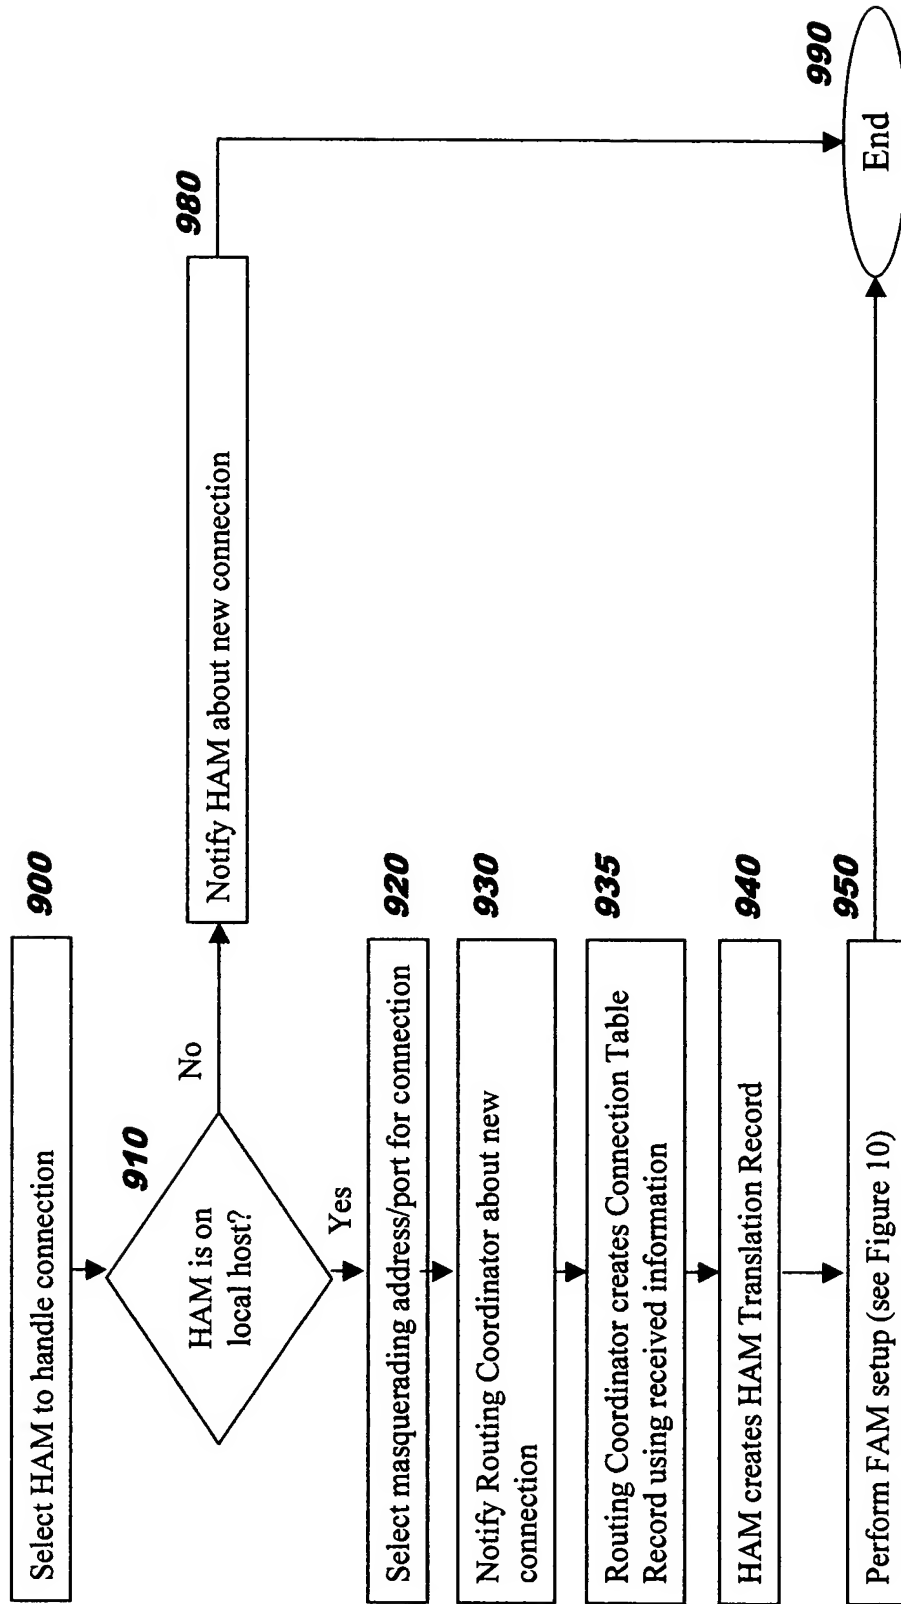 Select HAM to handle connection
900
910
HAM is on
local host?
No
Yes
Notify HAM about new connection
980
Select masquerading address/port for connection
920
Notify Routing Coordinator about new
connection
930
Routing Coordinator creates Connection Table
Record using received information
935
HAM creates HAM Translation Record
940
Perform FAM setup (see Figure 10)
950
End
990